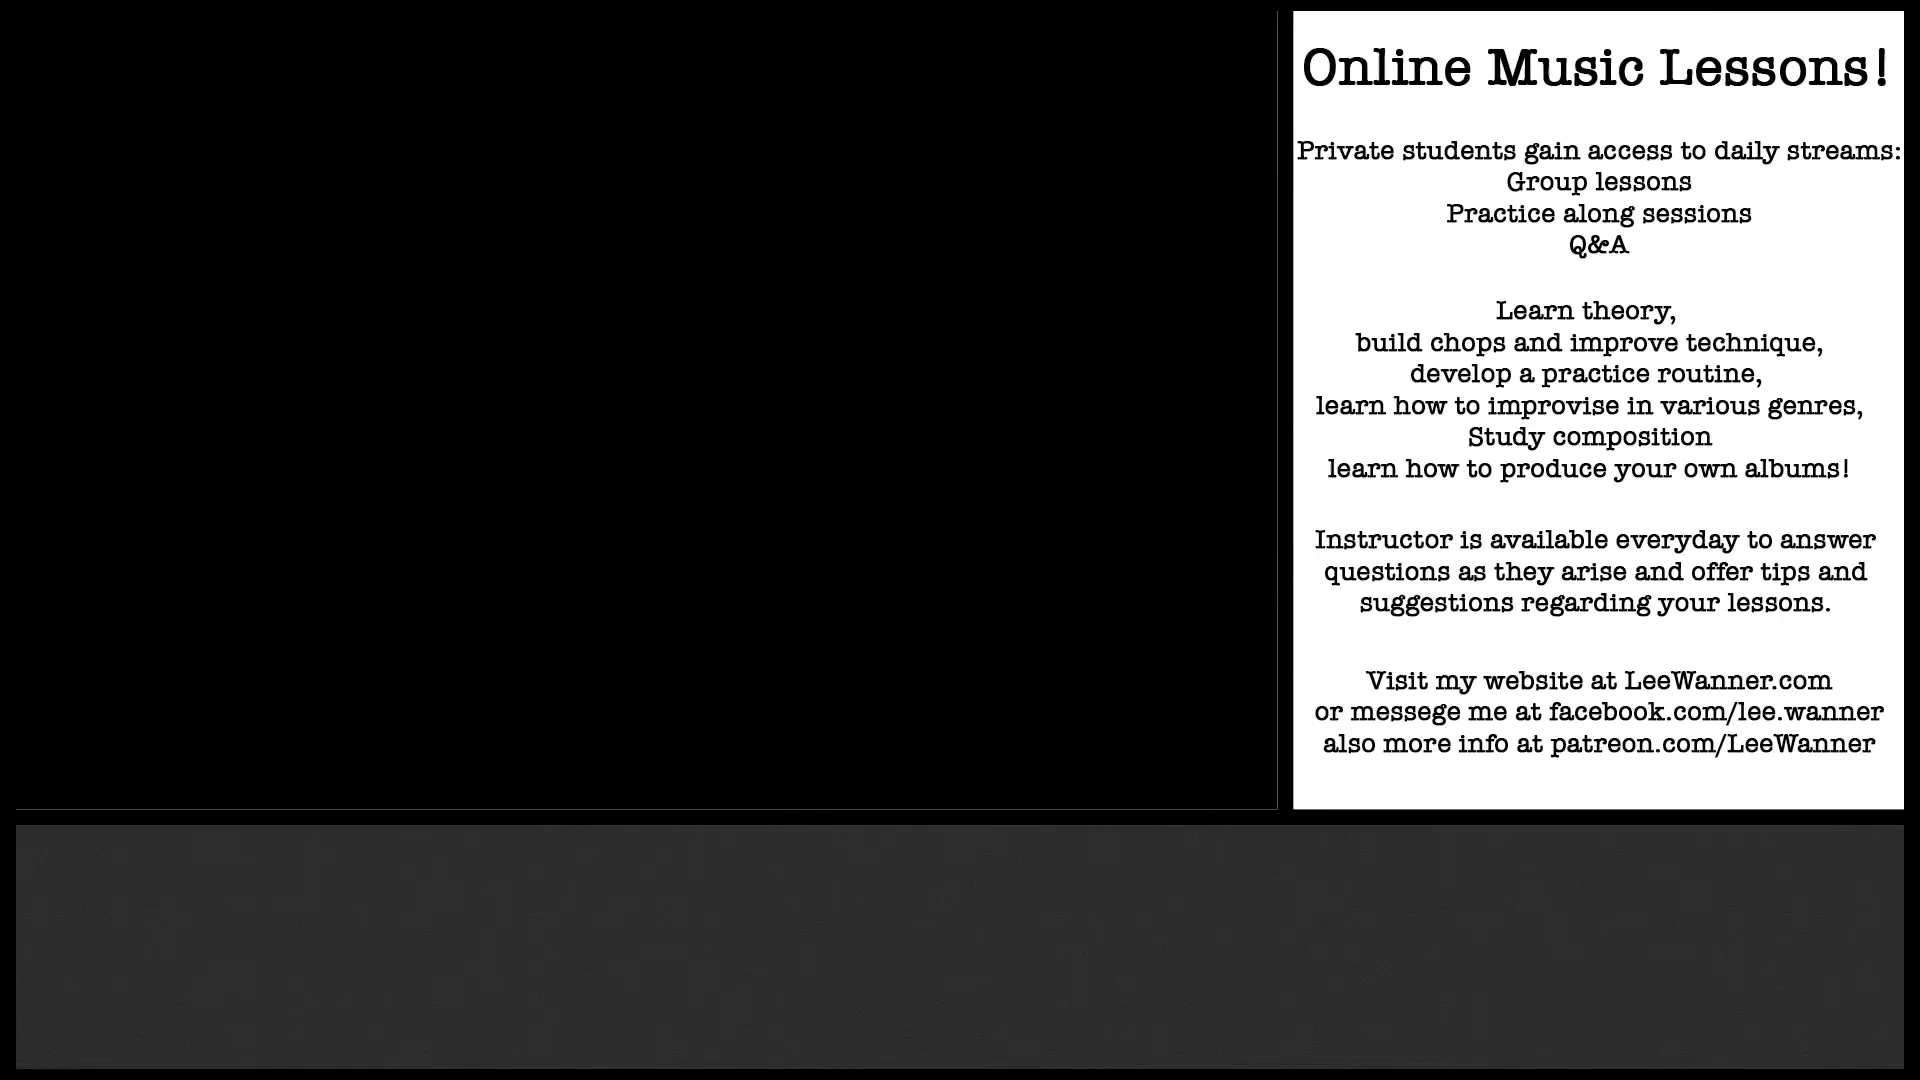 Online Music Lessons!
Private students gain access to daily streams:
Group lessons
Practice along sessions
Q&A
Learn theory,
build chops and improve technique,
develop a practice routine,
learn how to improvise in various genres,
Study composition
learn how to produce your own albums!
Instructor is available everyday to answer
questions as they arise and offer tips and
suggestions regarding your lessons.
Visit my website at LeeWanner.com
or messege me at facebook.com/lee.wanner
also more info at patreon.com/LeeWanner